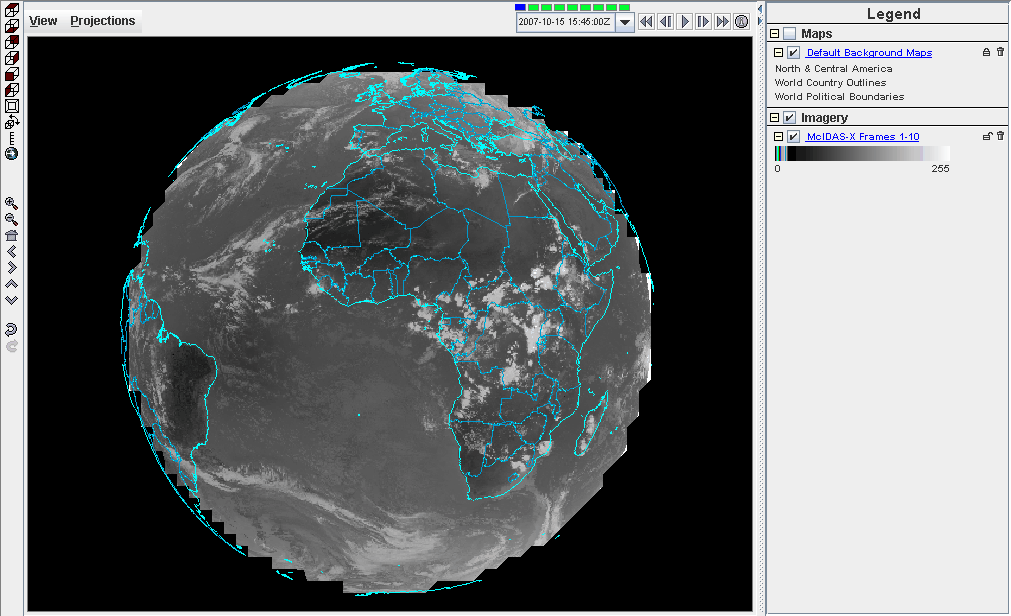 View Projections
2007-10-15 15:45:00Z
Legend
Maps
Default Background Maps
North & Central America
World Country Outlines
World Political Boundaries
Imagery
McIDAS-X Frames 1-10
0 255